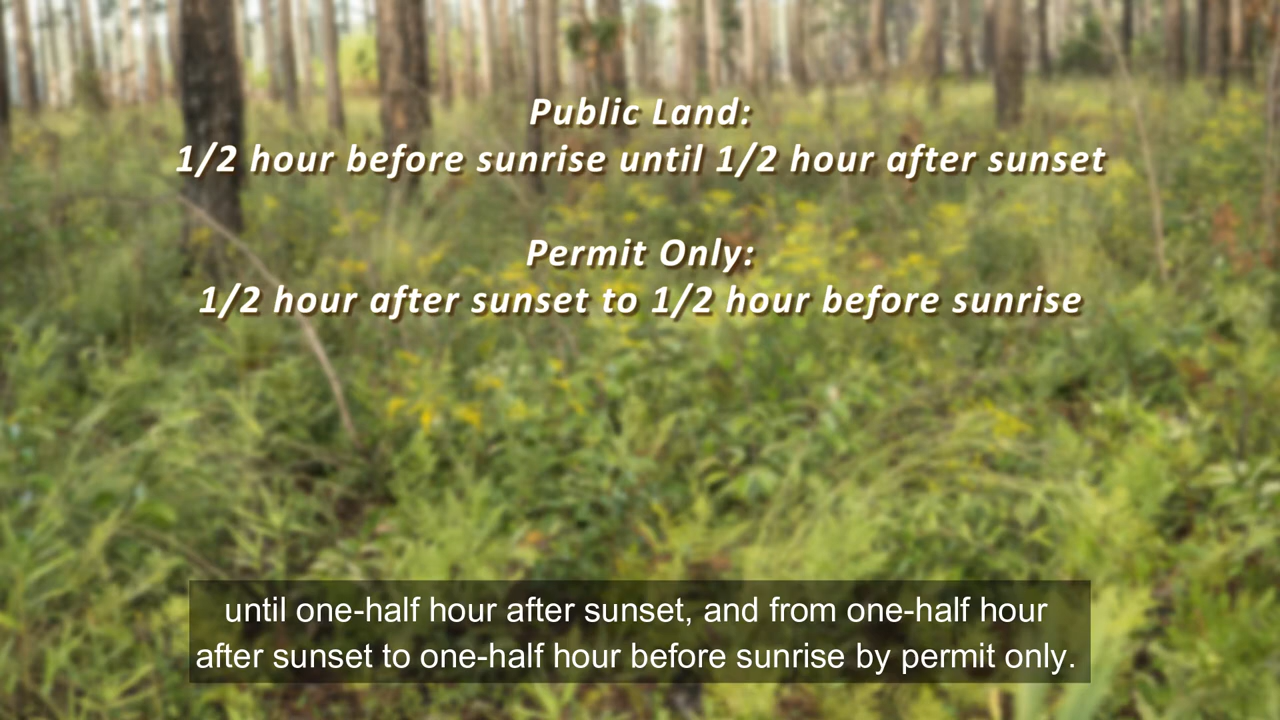 Public Land:
1/2 hour before sunrise until 1/2 hour after sunset
Permit Only:
1/2 hour after sunset to 1/2 hour before sunrise
until one-half hour after sunset, and from one-half hour
after sunset to one-half hour before sunrise by permit only.